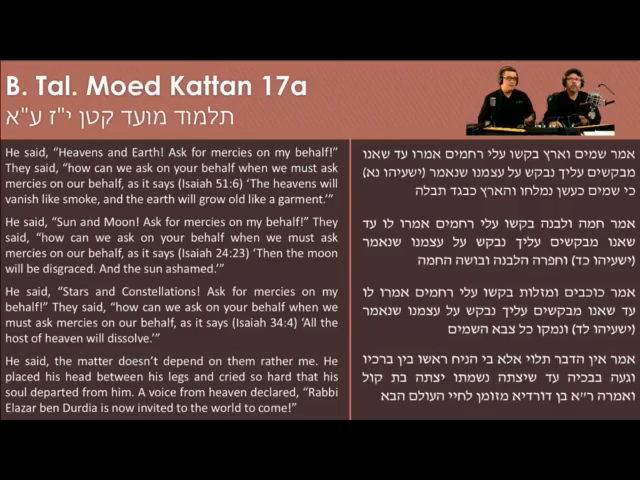 B. Tal. Moed Kattan 17a
תלמוד מועד קטן י"ז ע"א
He said, “Heavens and Earth! Ask for mercies on my behalf!”
They said, “how can we ask on your behalf when we must ask
mercies on our behalf, as it says (Isaiah 51:6) ‘The heavens will
vanish like smoke, and the earth will grow old like a garment.’”
He said, “Sun and Moon! Ask for mercies on my behalf!” They
said, “how can we ask on your behalf when we must ask
mercies on our behalf, as it says (Isaiah 24:23) ‘Then the moon
will be disgraced. And the sun ashamed.’”
He said, “Stars and Constellations! Ask for mercies on my
behalf!” They said, “how can we ask on your behalf when we
must ask mercies on our behalf, as it says (Isaiah 34:4) ‘All the
host of heaven will dissolve.’”
He said, the matter doesn’t depend on them rather me. He
placed his head between his legs and cried so hard that his
soul departed from him. A voice from heaven declared, “Rabbi
Elazar ben Durdia is now invited to the world to come!”
אמר שמים וארץ בקשו עלי רחמים אמרו עד שאנו
מבקשים עליך נבקש על עצמנו שנאמר (ישעיהו נא)
כי שמים כעשן נמלחו והארץ כבגד תבלה
אמר חמה ולבנה בקשו עלי רחמים אמרו לו עד
שאנו מבקשים עליך נבקש על עצמנו שנאמר
(ישעיהו כד) וחפרה הלבנה ובושה החמה
אמר כוכבים ומזלות בקשו עלי רחמים אמרו לו
עד שאנו מבקשים עליך נבקש על עצמנו שנאמר
(ישעיהו לד) ונמקו כל צבא השמים
אמר אין הדבר תלוי אלא בי הניח ראשו בין ברכיו
וגעה בבכיה עד שיצתה נשמתו יצתה בת קול
ואמרה ר״א בן דורדיא מזומן לחיי העולם הבא